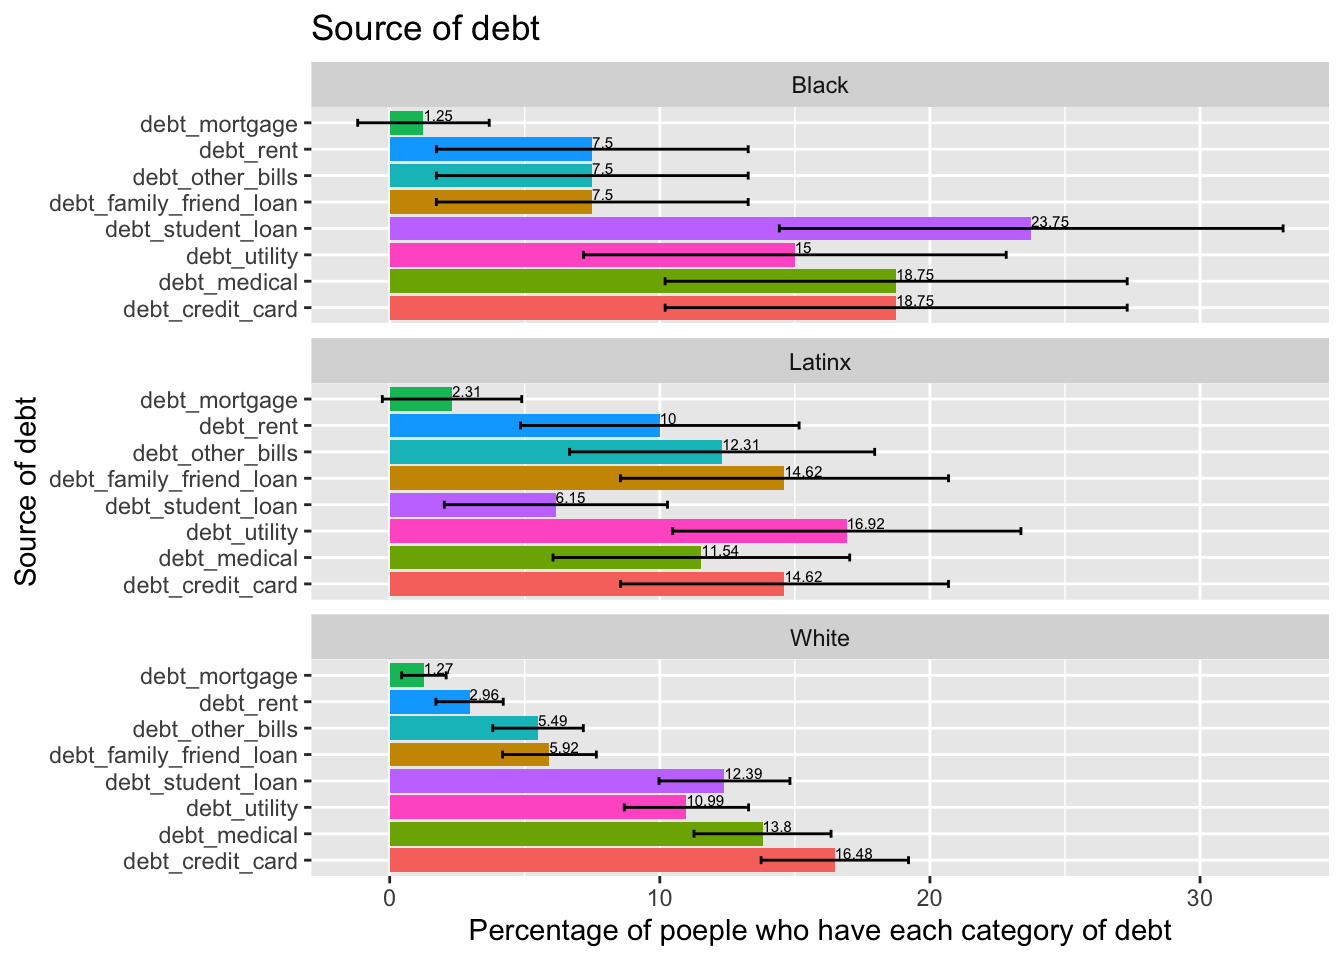 Source of debt
Black
debt_mortgage 1.25
debt_rent 7.5
debt_other_bills 7.5
debt_family_friend_loan 7.5
debt_student_loan 23.75
debt_utility 15
debt_medical 18.75
debt_credit_card 18.75
Latinx
debt_mortgage 2.31
debt_rent 10
debt_other_bills 12.31
debt_family_friend_loan 14.62
debt_student_loan 6.15
debt_utility 16.92
debt_medical 11.54
debt_credit_card 14.62
Source of debt
White
debt_mortgage 1.27
debt_rent 2.96
debt_other_bills 5.49
debt_family_friend_loan 5.92
debt_student_loan 12.39
debt_utility 10.99
debt_medical 13.8
debt_credit_card 16.48
0 10 20 30
Percentage of poeple who have each category of debt